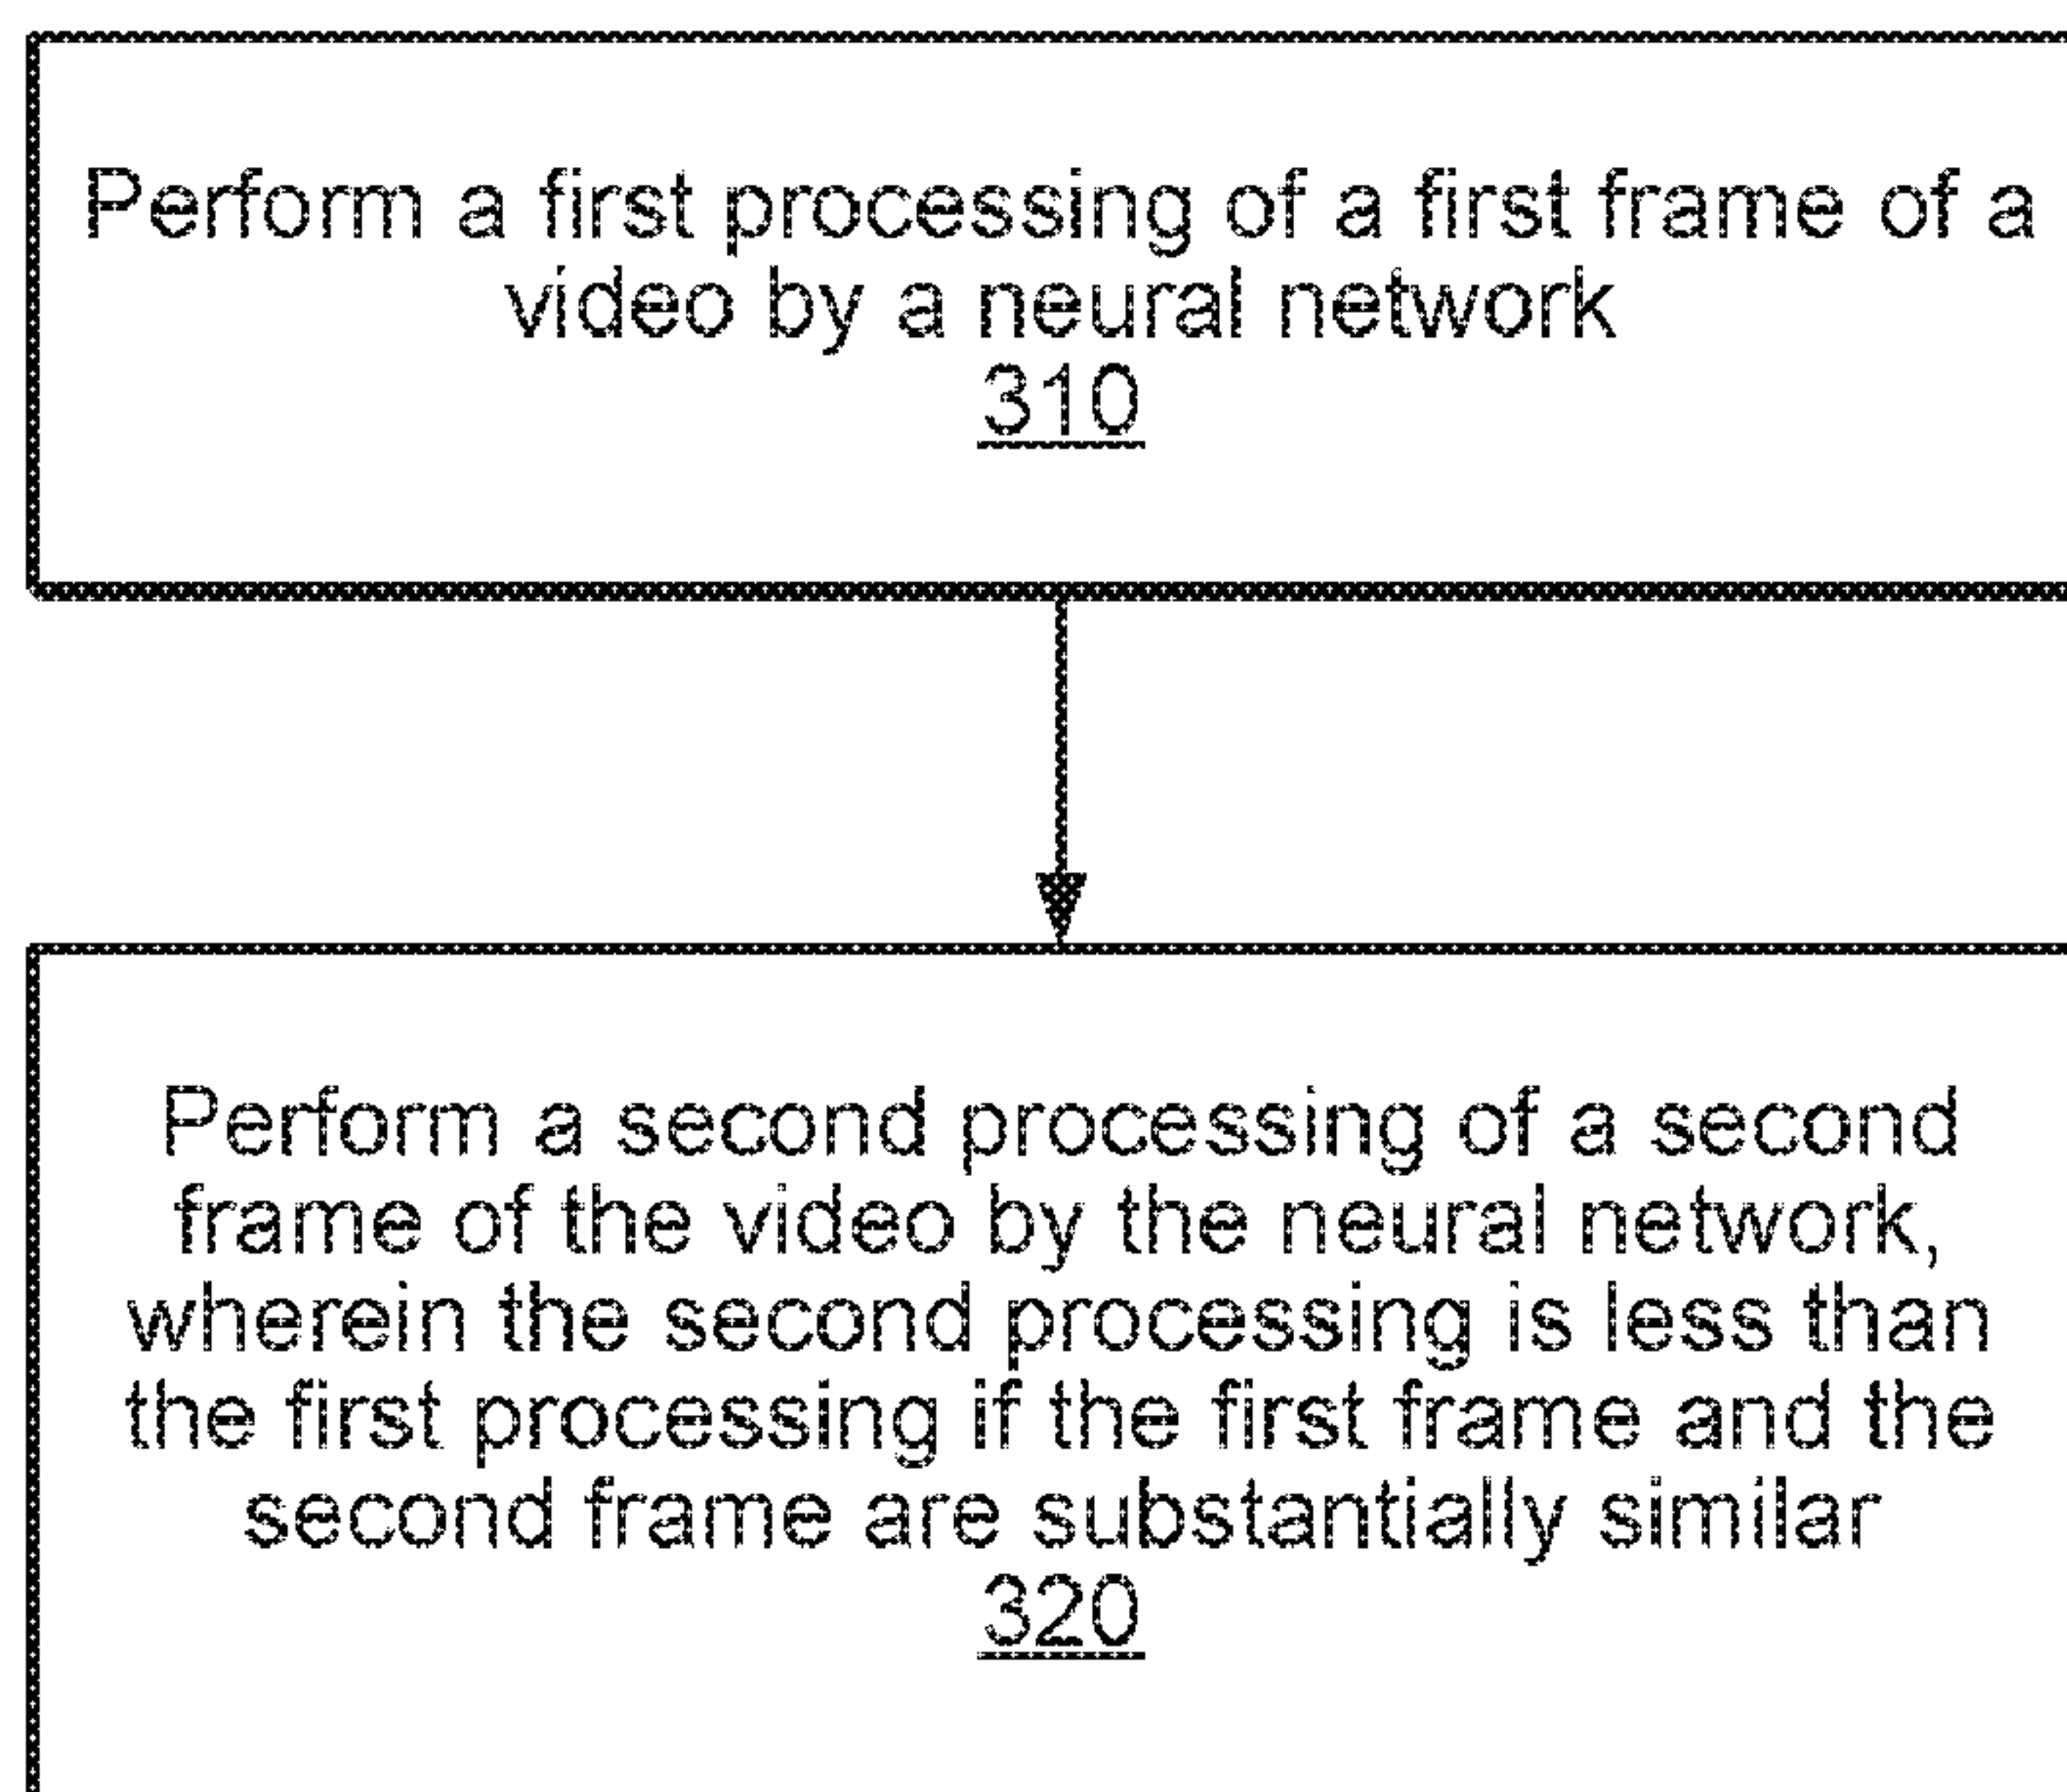 Perform a first processing of a first frame of a
video by a neural network
310
Perform a second processing of a second
frame of the video by the neural network,
wherein the second processing is less than
the first processing if the first frame and the
second frame are substantially similar
320